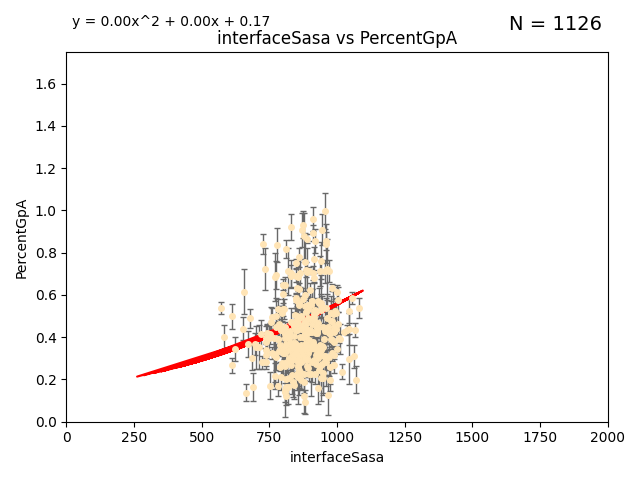 y = 0.00x^2 + 0.00x + 0.17
N = 1126
interfaceSasa vs PercentGpA
PercentGpA
1.6
1.4
1.2
1.0
0.8
0.6
0.4
0.2
0.0
0 250 500 750 1000 1250 1500 1750 2000
interfaceSasa